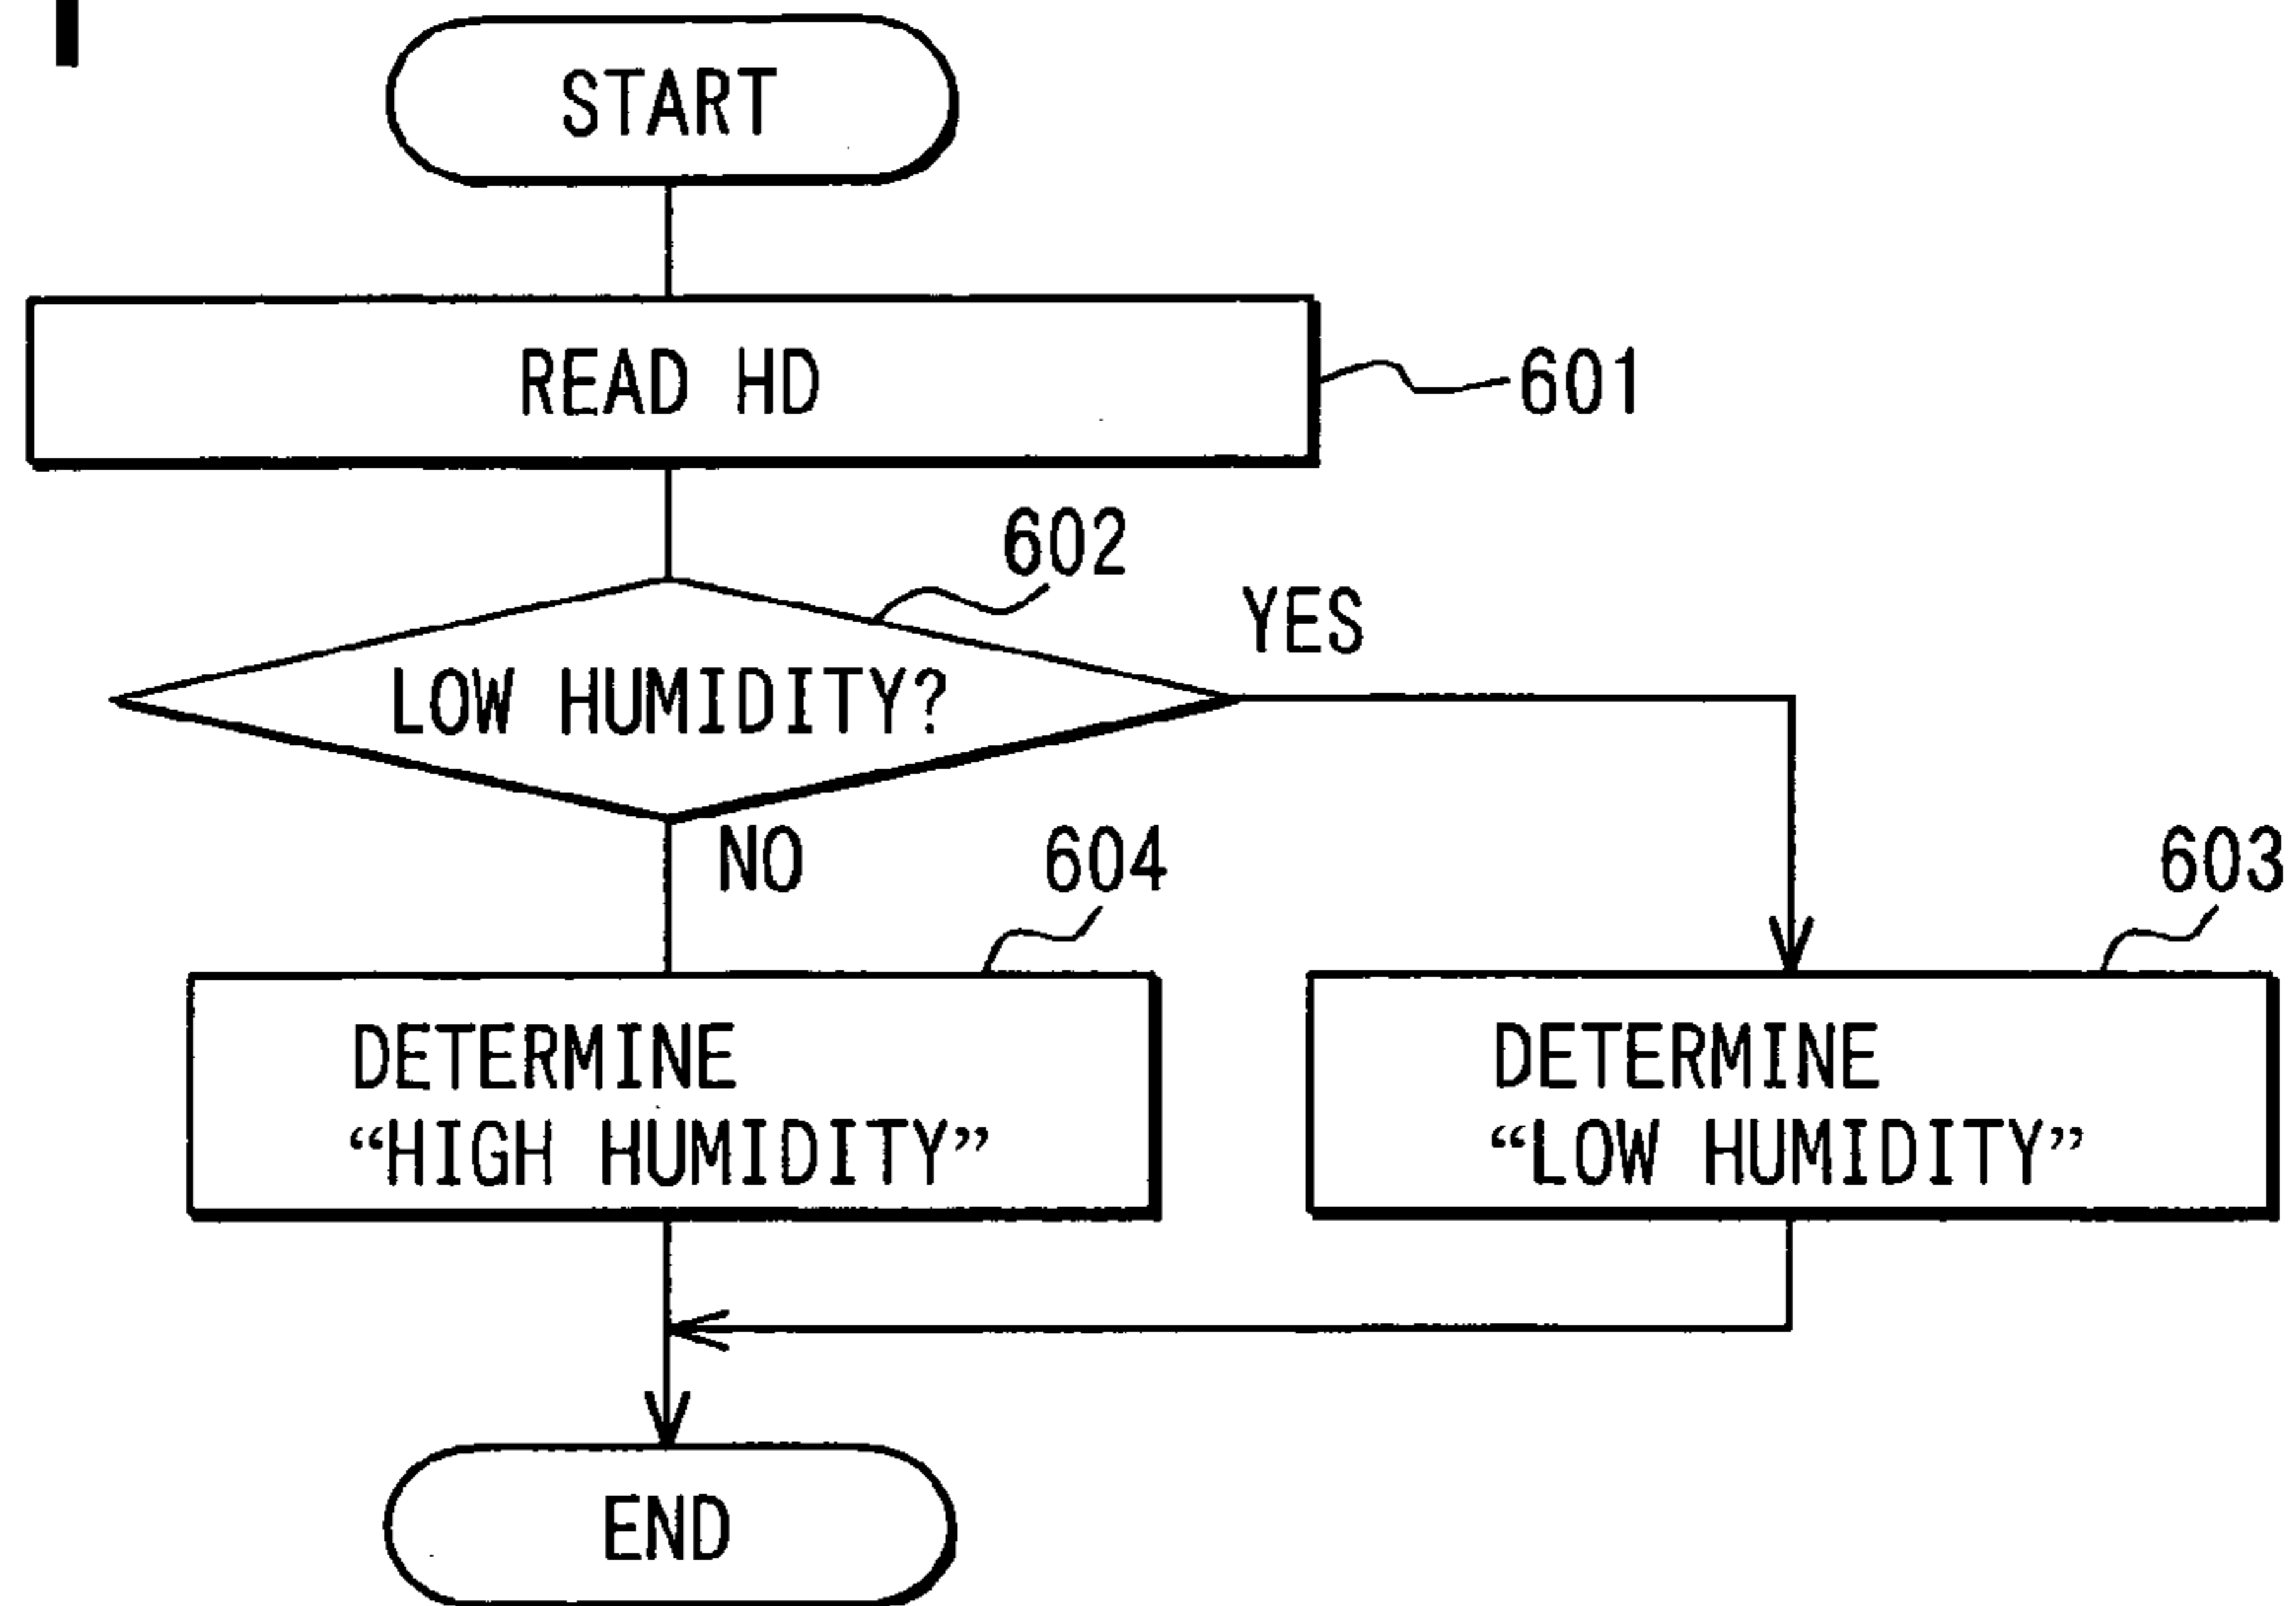 START
READ HD
601
602
LOW HUMIDITY?
YES
NO
604
603
DETERMINE
“HIGH HUMIDITY”
DETERMINE
“LOW HUMIDITY”
END